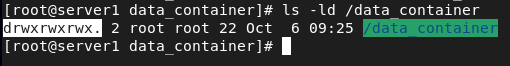 [root@server1 data_container]# ls -ld /data_container
drwxrwxrwx. 2 root root 22 Oct  6 09:25 /data_container
[root@server1 data_container]#